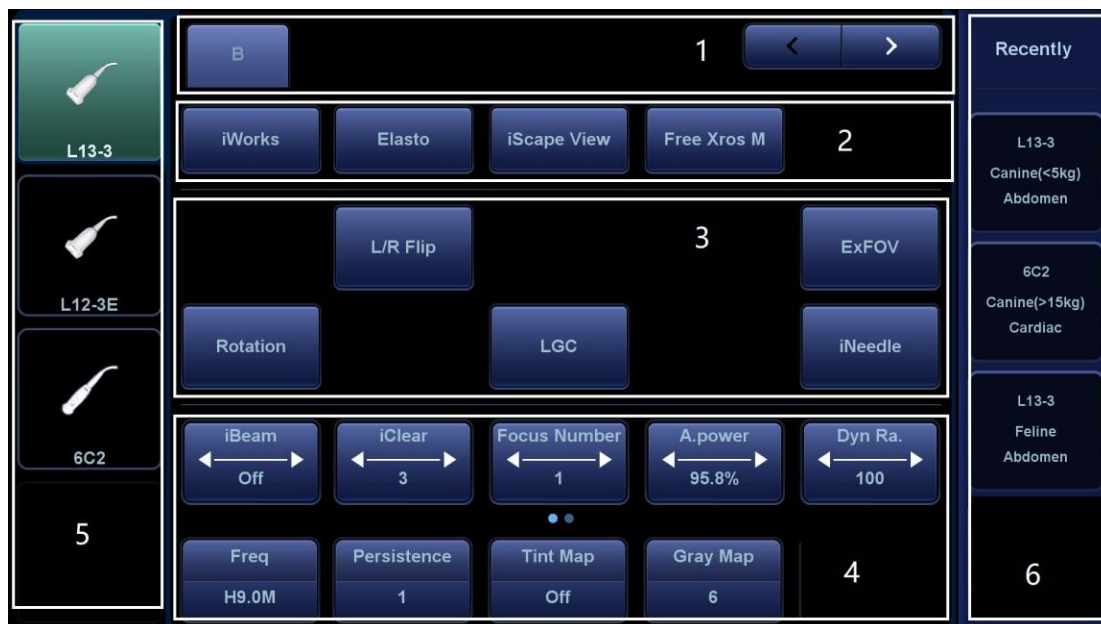 L13-3
L12-3E
6C2
5
B
1
< >
iWorks
Elasto
iScape View
Free Xros M
2
L/R Flip
3
ExFOV
Rotation
LGC
iNeedle
iBeam
Off
iClear
3
Focus Number
1
A.power
95.8%
Dyn Ra.
100
Freq
H9.0M
Persistence
1
Tint Map
Off
Gray Map
6
4
Recently
L13-3
Canine(<5kg)
Abdomen
6C2
Canine(>15kg)
Cardiac
L13-3
Feline
Abdomen
6